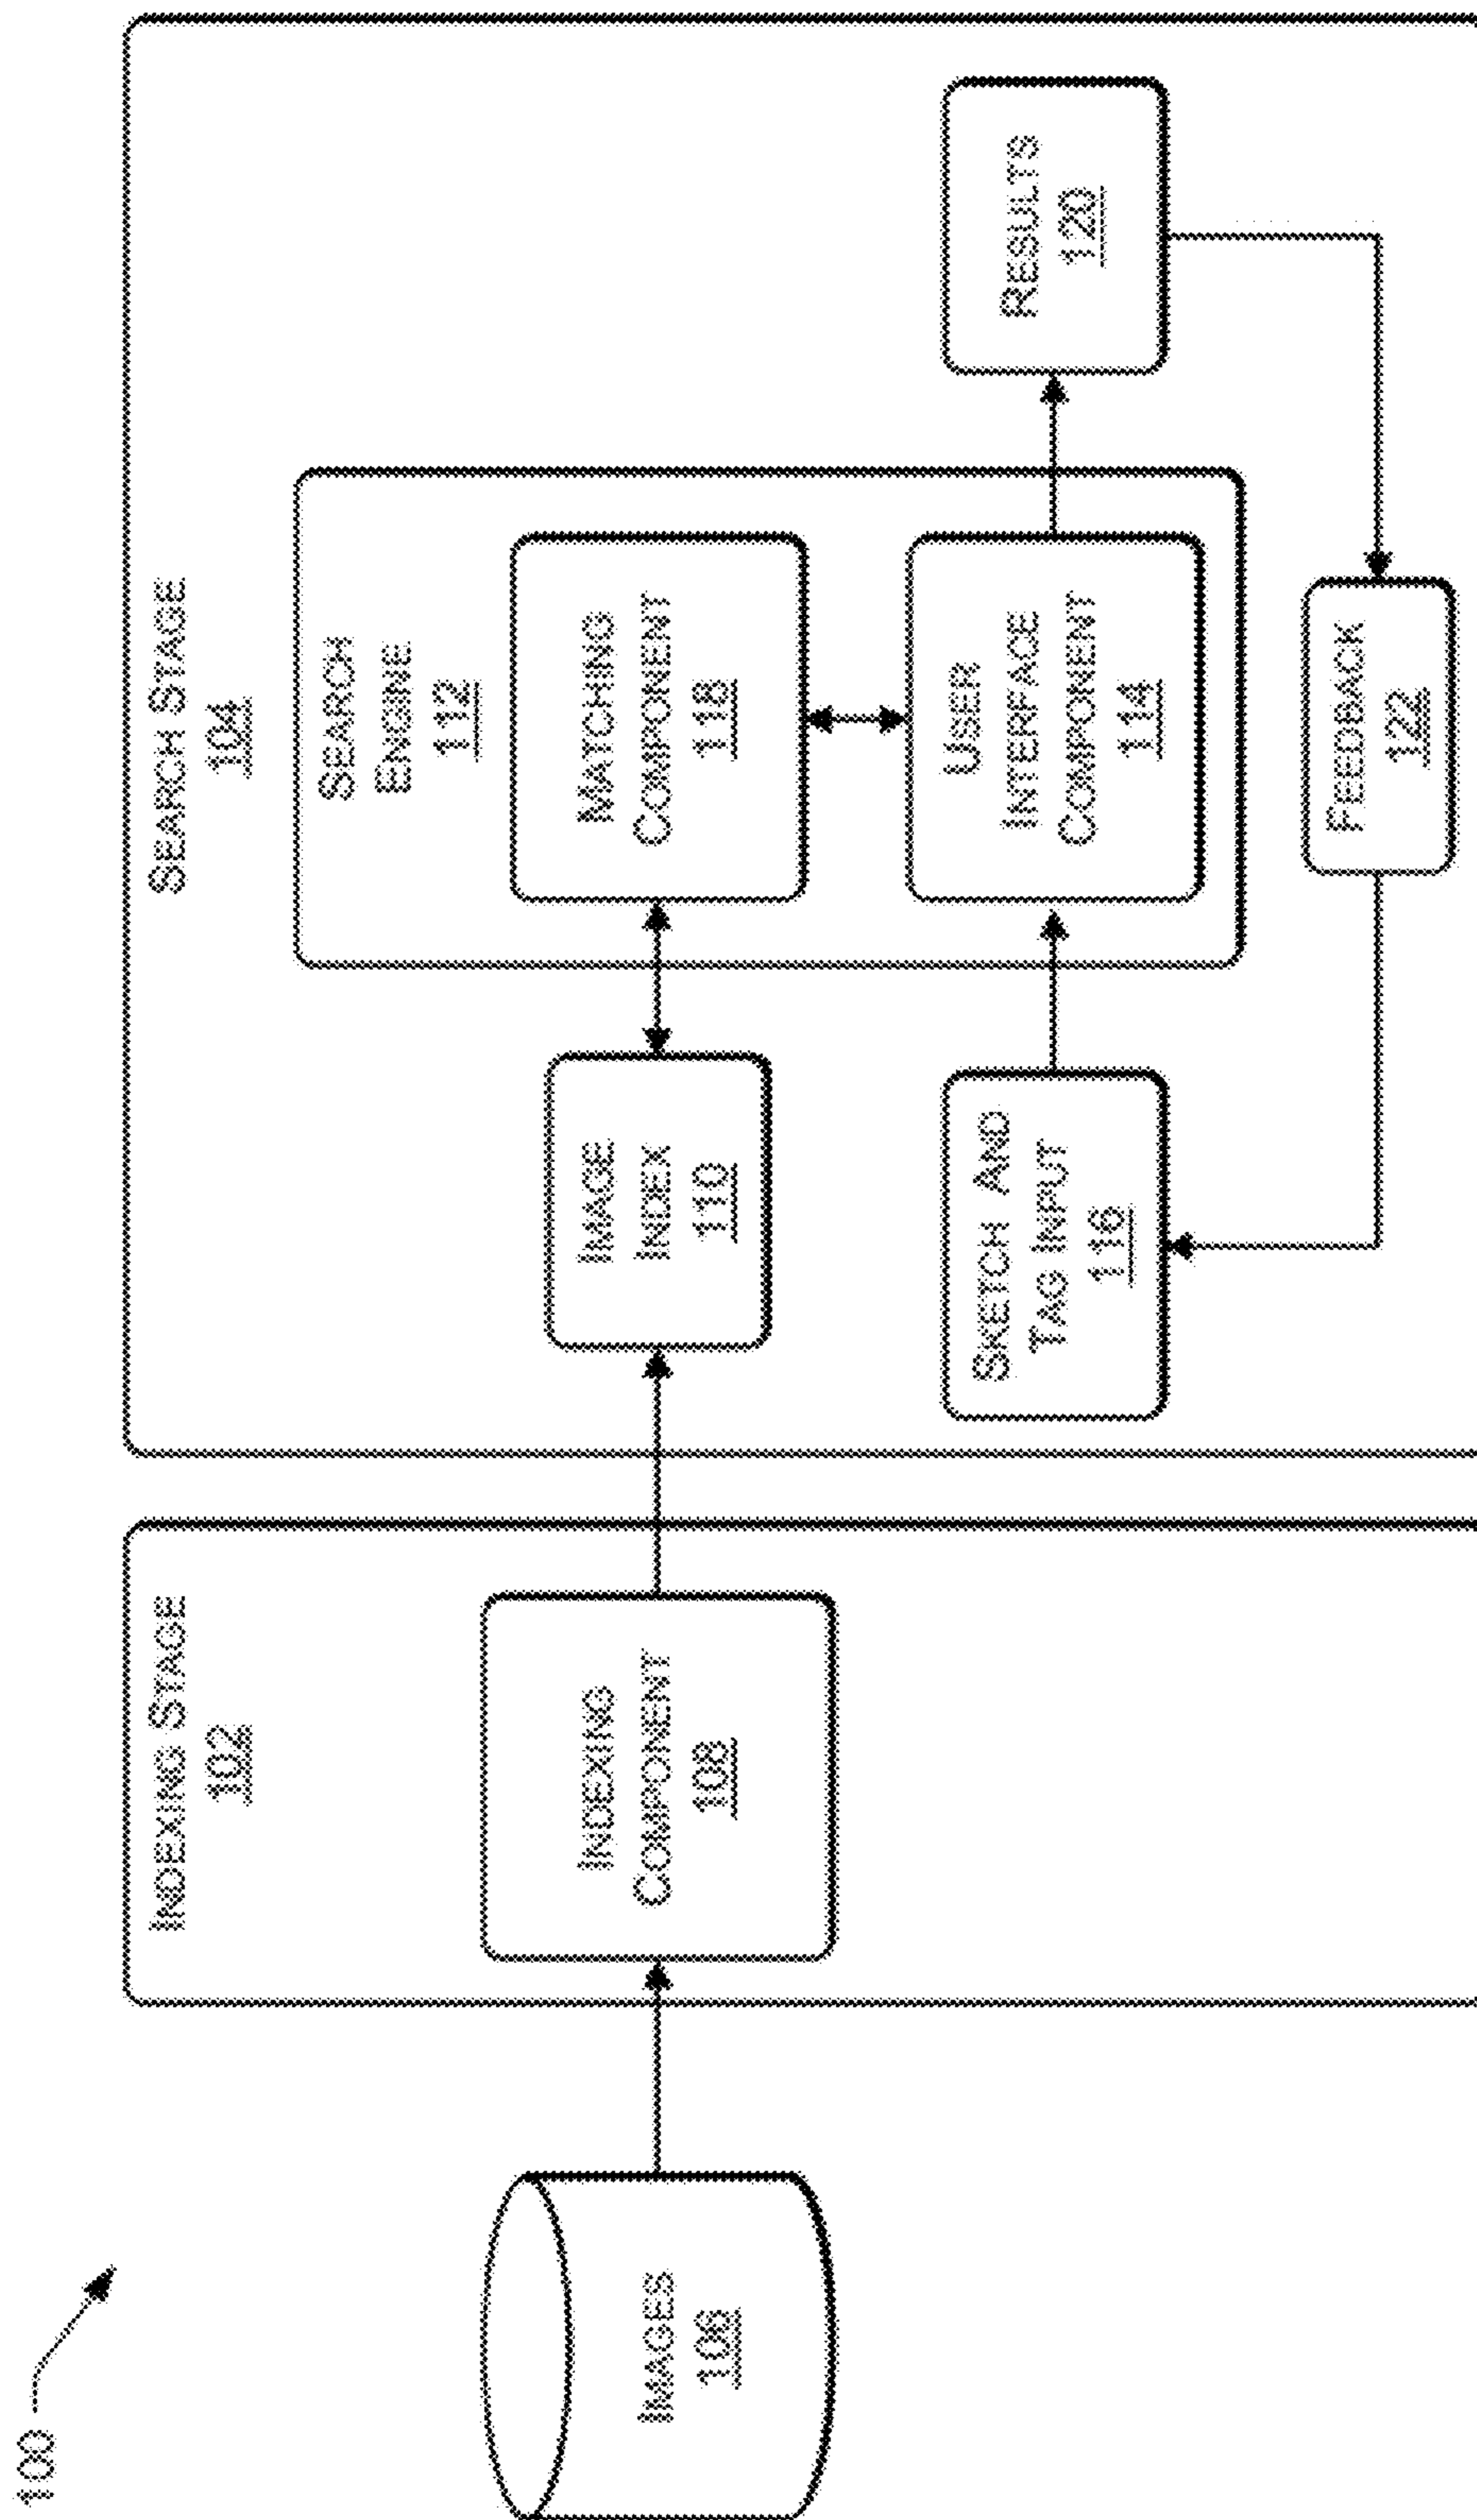 100
IMAGES
106
INDEXING STAGE
102
INDEXING
COMPONENT
108
SEARCH STAGE
104
IMAGE
INDEX
110
SEARCH
ENGINE
112
MATCHING
COMPONENT
118
SKETCH AND
TAG INPUT
116
USER
INTERFACE
COMPONENT
114
RESULTS
120
FEEDBACK
122